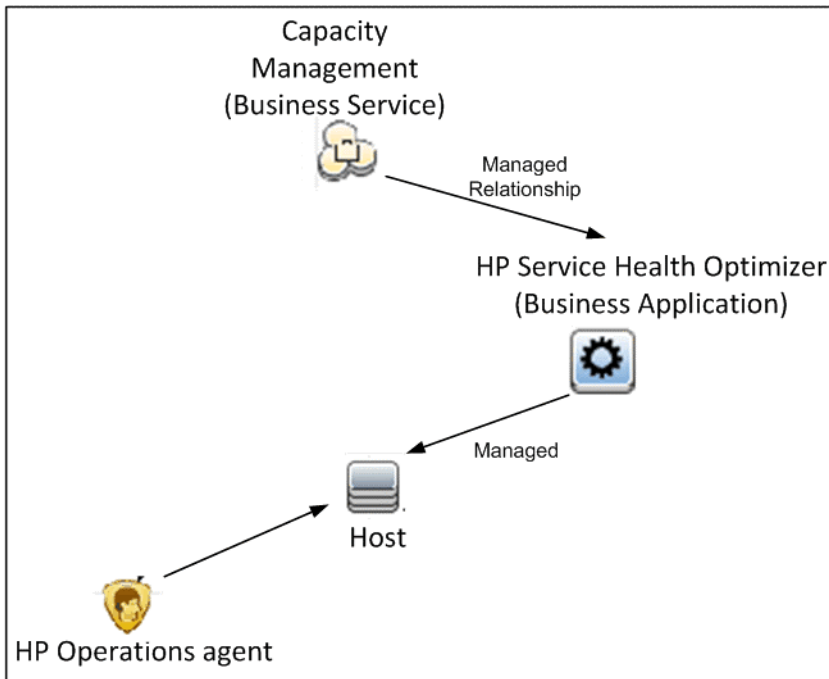 Capacity
Management
(Business Service)
Managed
Relationship
HP Service Health Optimizer
(Business Application)
Managed
Host
HP Operations agent